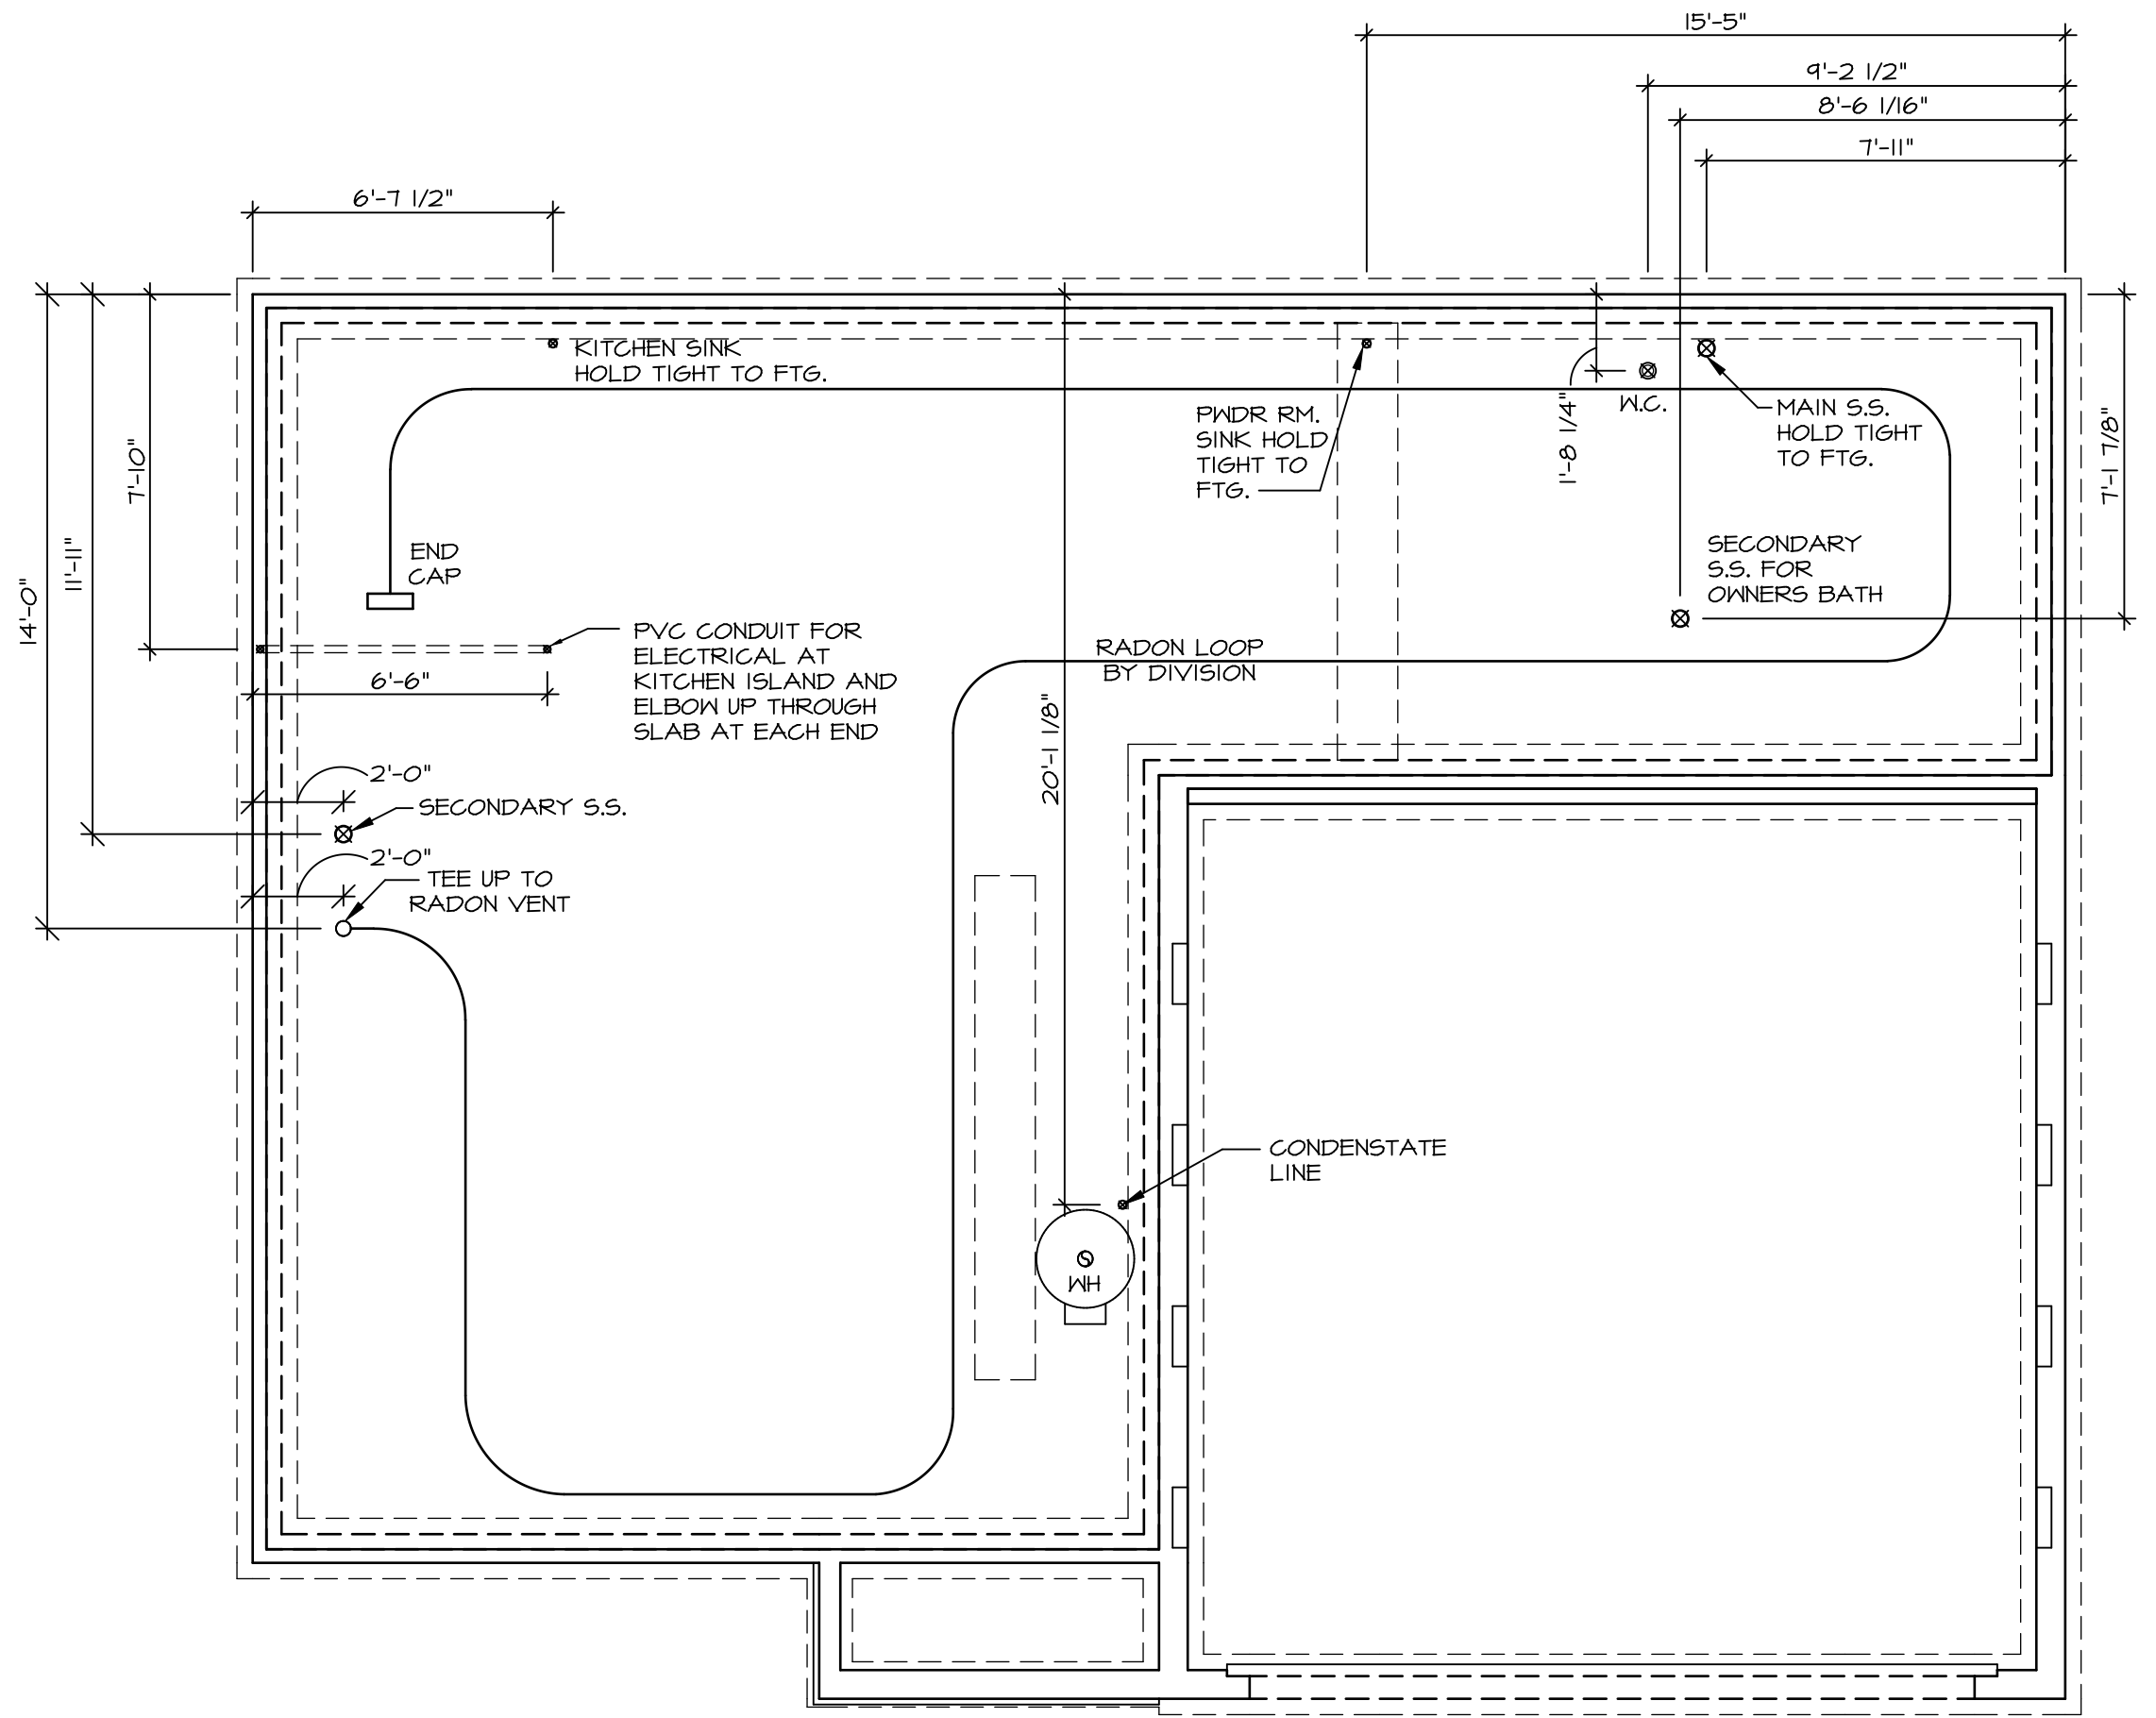 15'-5"
9'-2 1/2"
8'-6 1/16"
7'-11"
6'-7 1/2"
KITCHEN SINK
HOLD TIGHT TO FTG.
PWDR RM.
SINK HOLD
TIGHT TO
FTG.
1'-8 1/4"
W.C.
MAIN S.S.
HOLD TIGHT
TO FTG.
7'-1 7/8"
7'-10"
11'-11"
14'-0"
END
CAP
SECONDARY
S.S. FOR
OWNERS BATH
PVC CONDUIT FOR
ELECTRICAL AT
KITCHEN ISLAND AND
ELBOW UP THROUGH
SLAB AT EACH END
6'-6"
RADON LOOP
BY DIVISION
20'-1 1/8"
2'-0"
SECONDARY S.S.
2'-0"
TEE UP TO
RADON VENT
CONDENSTATE
LINE
WH